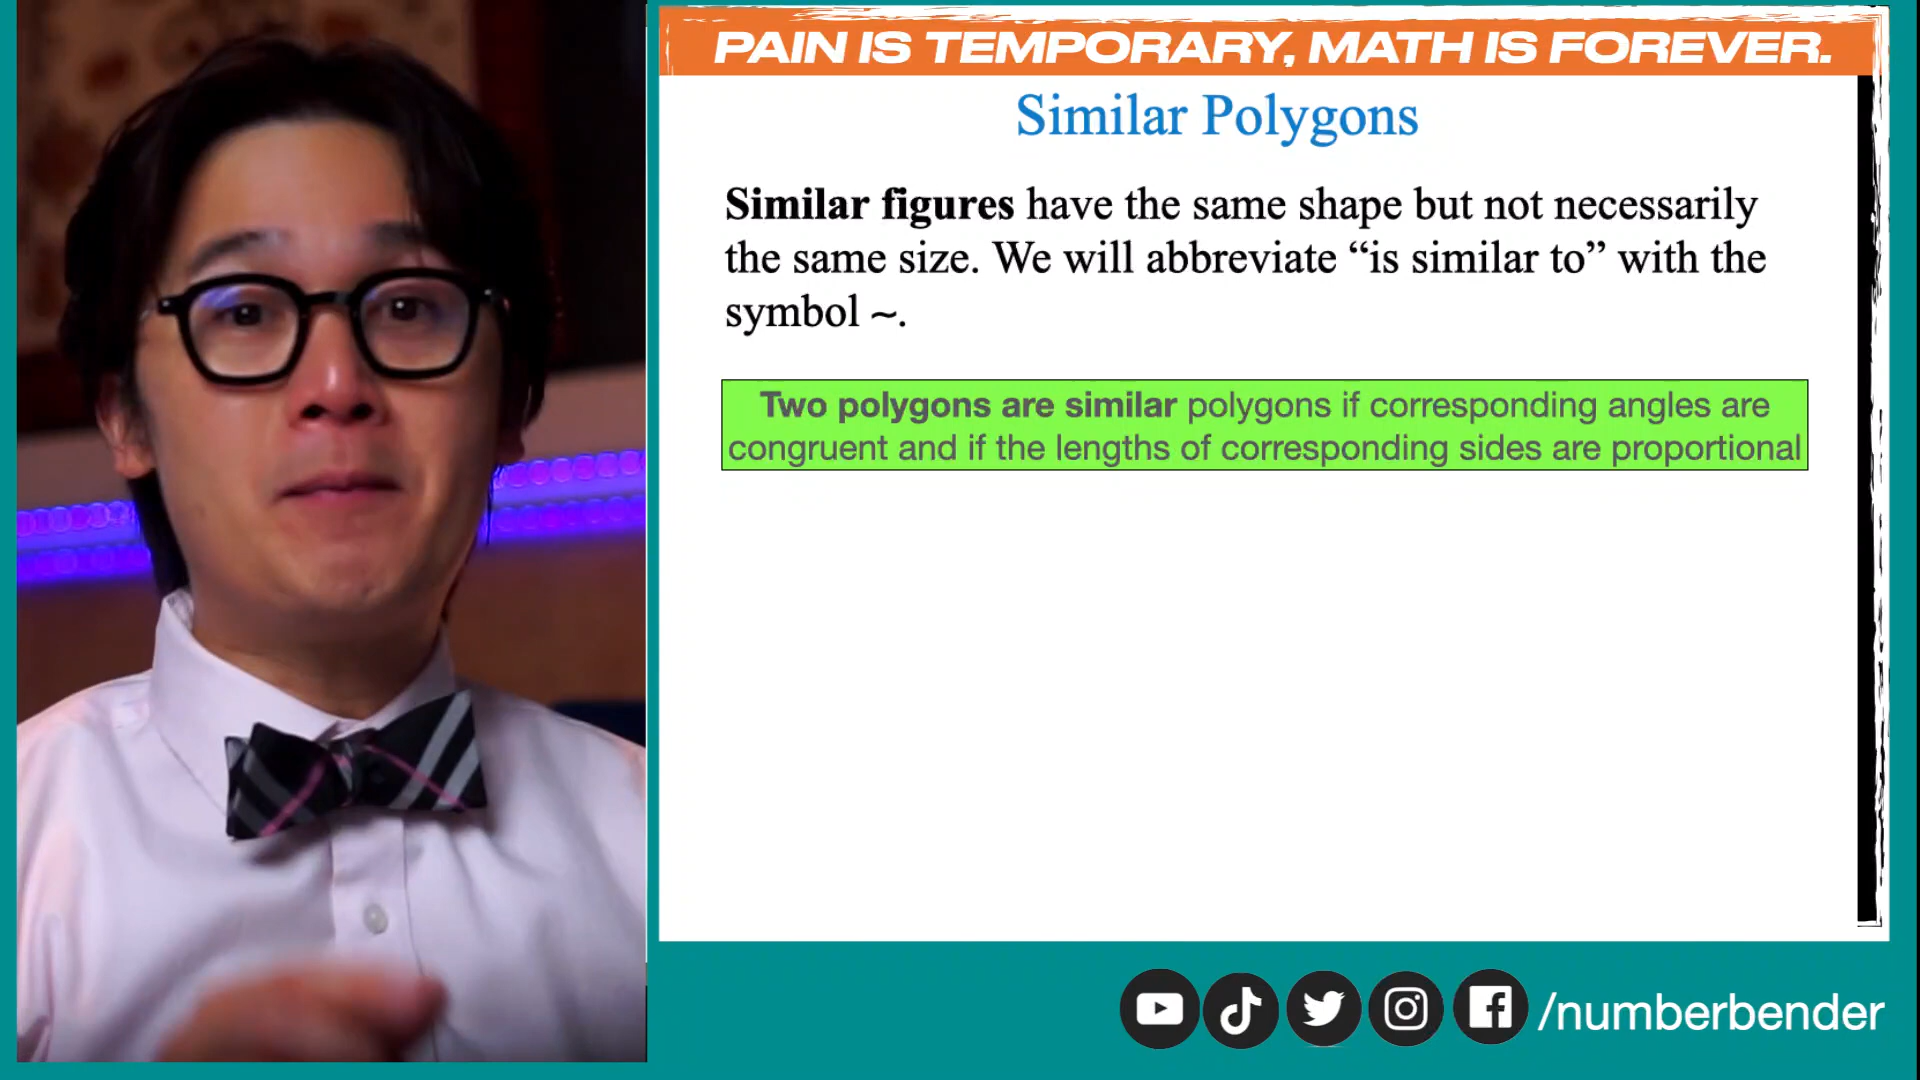 PAIN IS TEMPORARY, MATH IS FOREVER.
Similar Polygons
Similar figures have the same shape but not necessarily
the same size. We will abbreviate “is similar to” with the
symbol ~.
Two polygons are similar polygons if corresponding angles are
congruent and if the lengths of corresponding sides are proportional
/numberbender